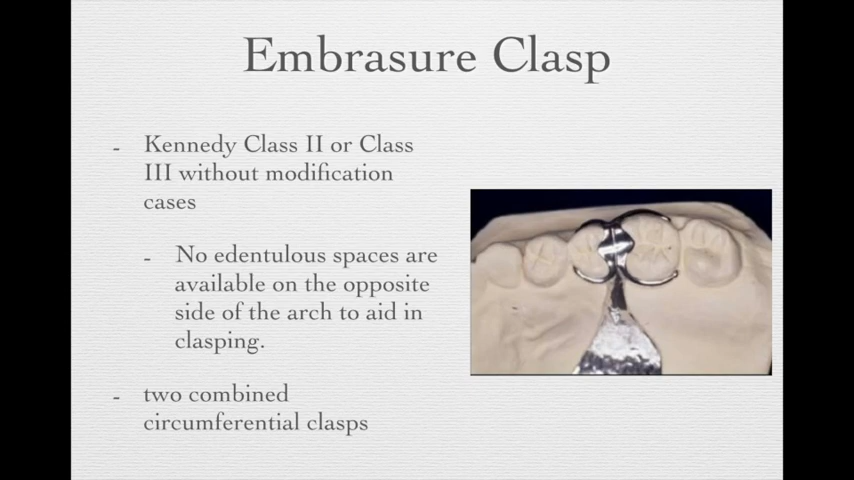 Embrasure Clasp
- Kennedy Class II or Class
III without modification
cases
- No edentulous spaces are
available on the opposite
side of the arch to aid in
clasping.
- two combined
circumferential clasps